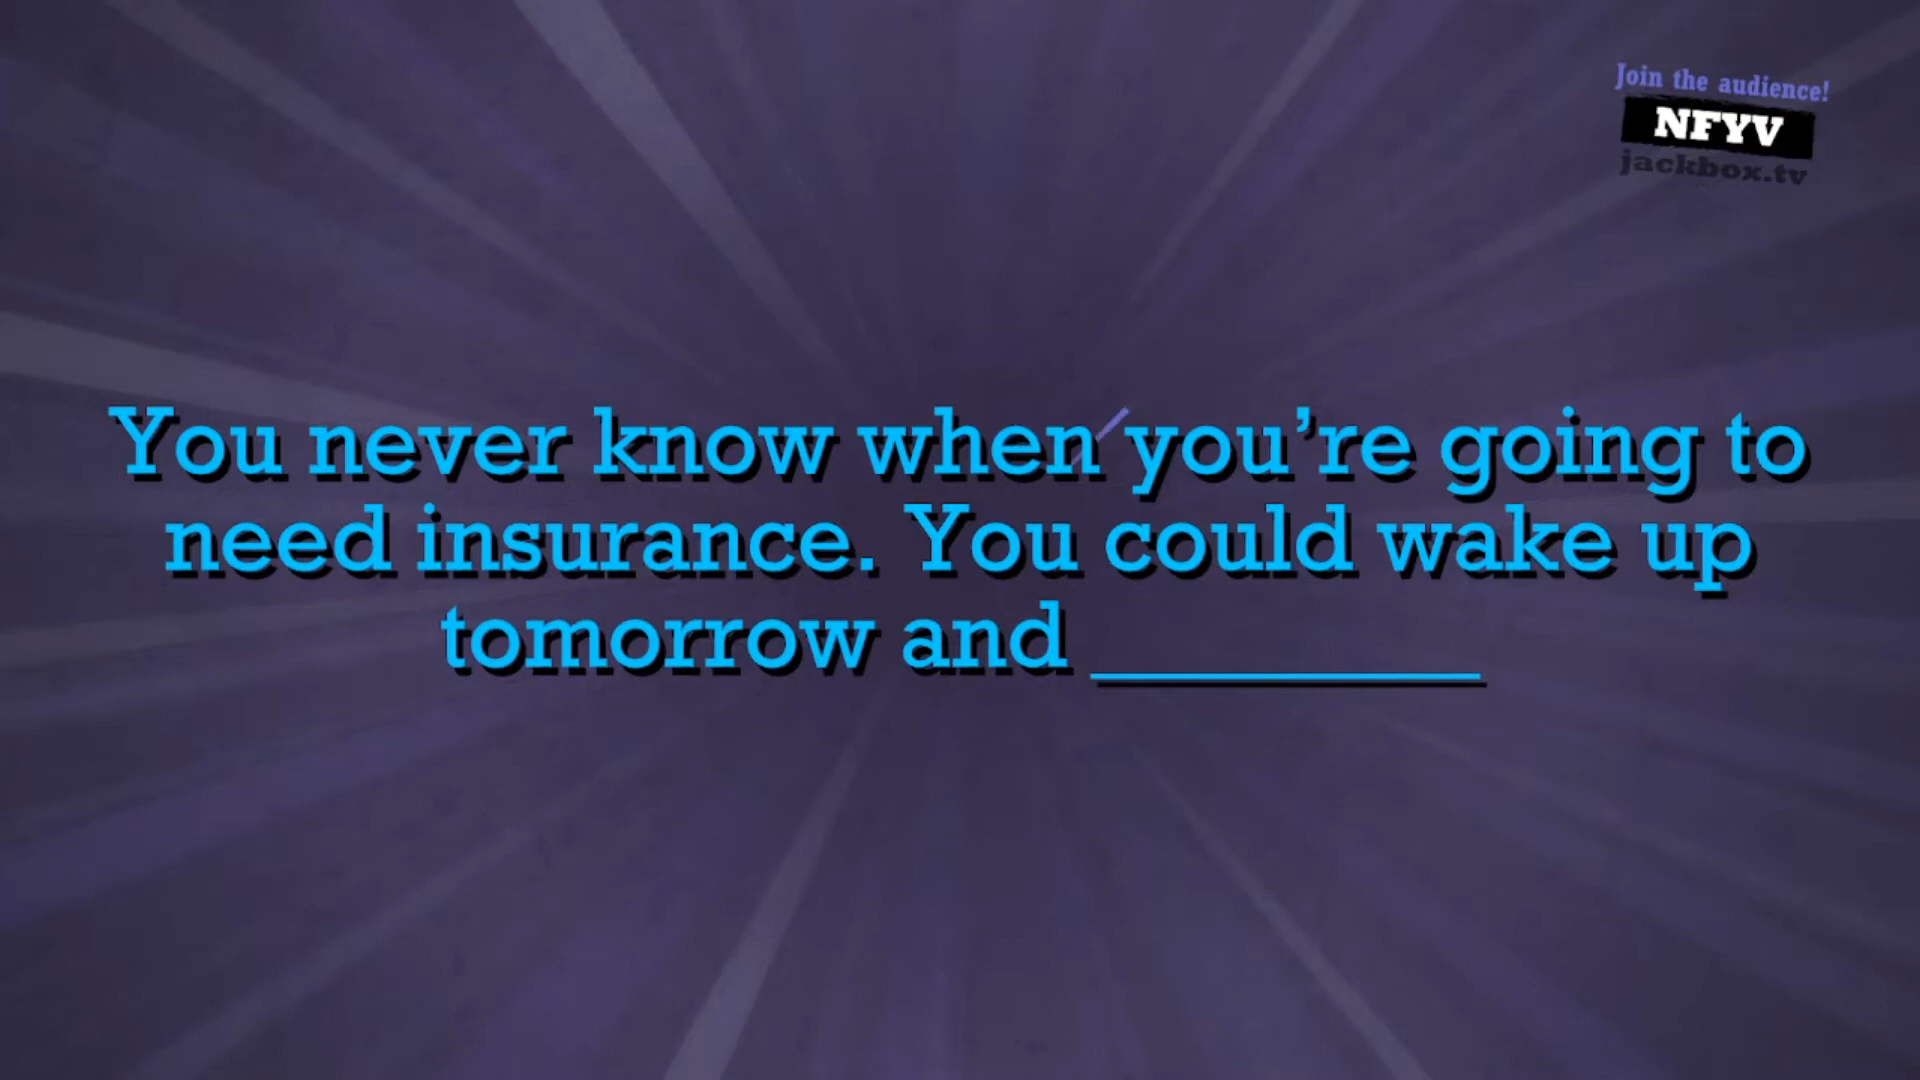 Join the audience!
NFYV
jackbox.tv
You never know when you’re going to
need insurance. You could wake up
tomorrow and ________